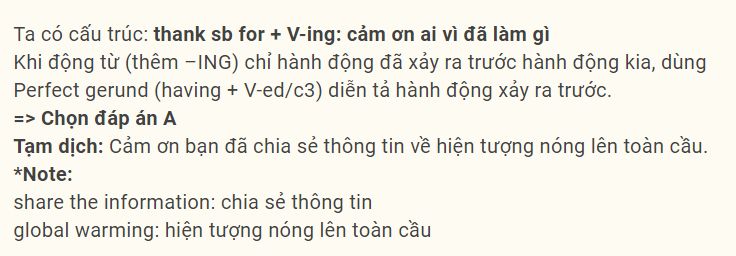 Ta có cấu trúc: thank sb for + V-ing: cảm ơn ai vì đã làm gì
Khi động từ (thêm –ING) chỉ hành động đã xảy ra trước hành động kia, dùng
Perfect gerund (having + V-ed/c3) diễn tả hành động xảy ra trước.
=> Chọn đáp án A
Tạm dịch: Cảm ơn bạn đã chia sẻ thông tin về hiện tượng nóng lên toàn cầu.
*Note:
share the information: chia sẻ thông tin
global warming: hiện tượng nóng lên toàn cầu